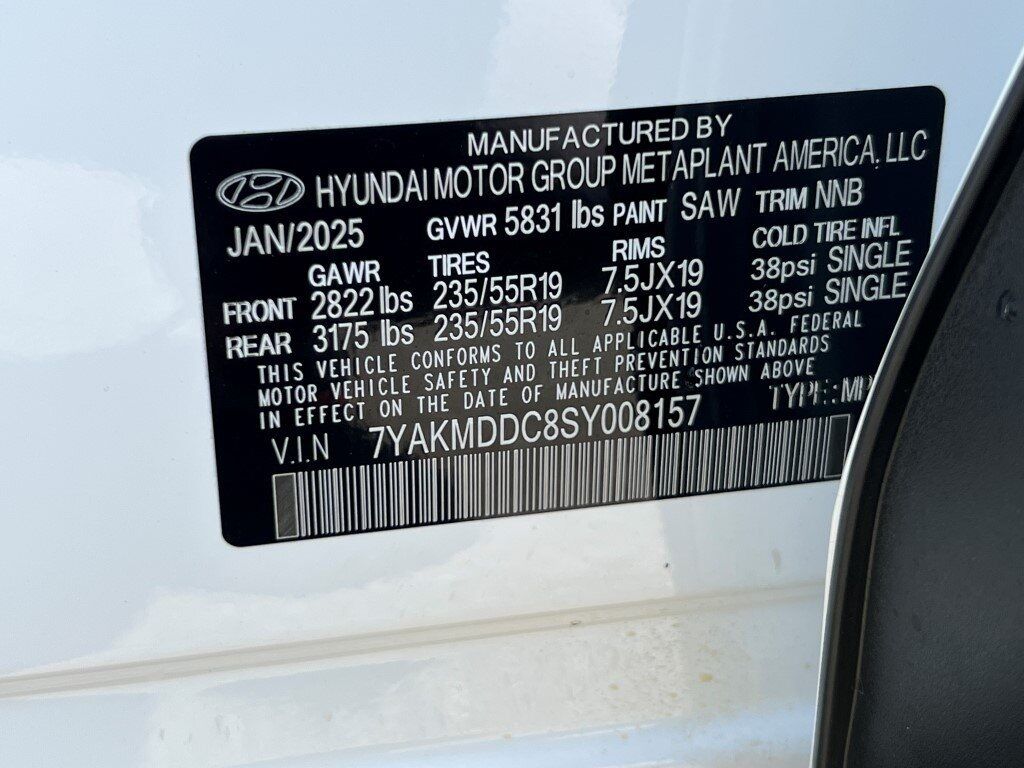 MANUFACTURED BY
HYUNDAI MOTOR GROUP METAPLANT AMERICA, LLC
JAN/2025 GVWR 5831 lbs PAINT SAW TRIM NNB
GAWR TIRES RIMS COLD TIRE INFL
FRONT 2822 lbs 235/55R19 7.5JX19 38psi SINGLE
REAR 3175 lbs 235/55R19 7.5JX19 38psi SINGLE
THIS VEHICLE CONFORMS TO ALL APPLICABLE U.S.A. FEDERAL
MOTOR VEHICLE SAFETY AND THEFT PREVENTION STANDARDS
IN EFFECT ON THE DATE OF MANUFACTURE SHOWN ABOVE
V.I.N 7YAKMDDC8SY008157 TYPE: